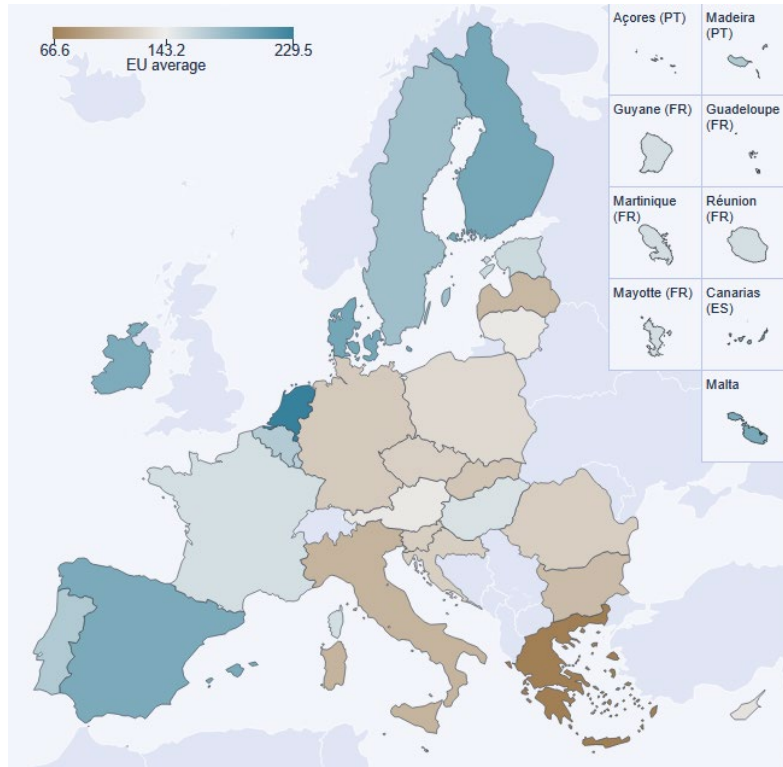 66.6 143.2 229.5
EU average
Açores (PT)
Madeira
(PT)
Guyane (FR)
Guadeloupe
(FR)
Martinique
(FR)
Réunion
(FR)
Mayotte (FR)
Canarias
(ES)
Malta